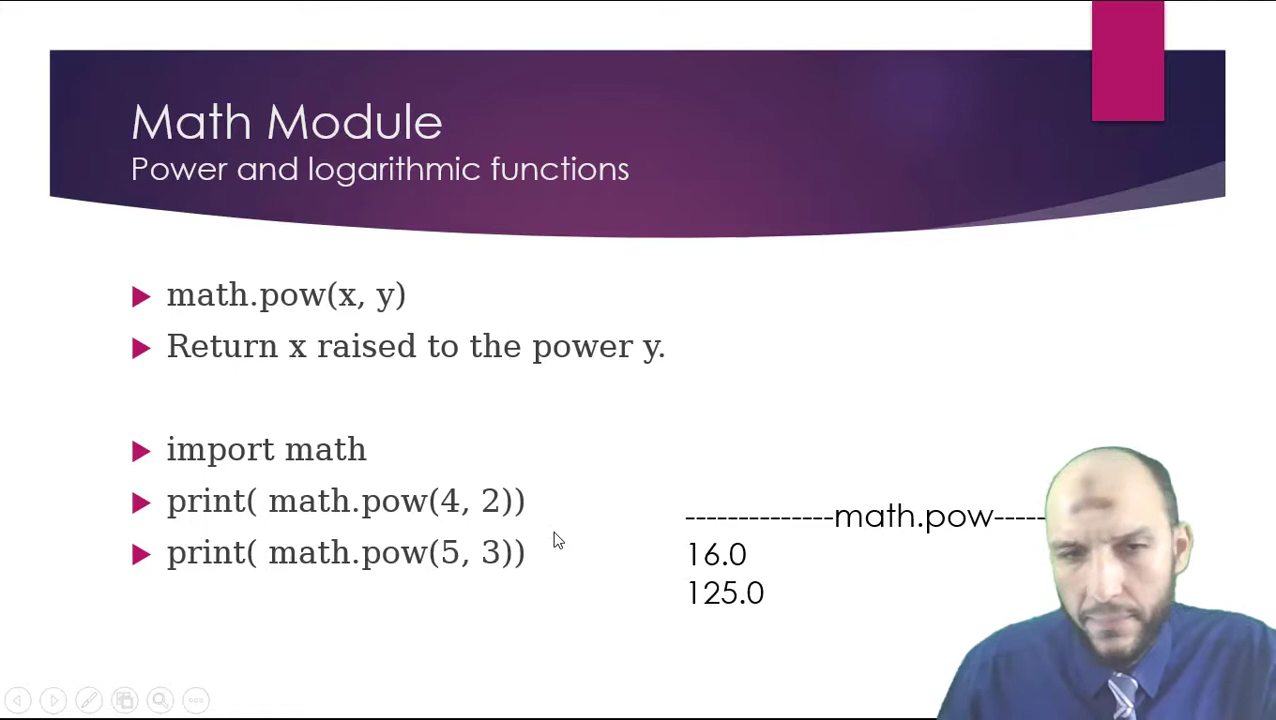 Math Module
Power and logarithmic functions
math.pow(x, y)
Return x raised to the power y.
import math
print( math.pow(4, 2))
print( math.pow(5, 3))
--------------math.pow-----
16.0
125.0